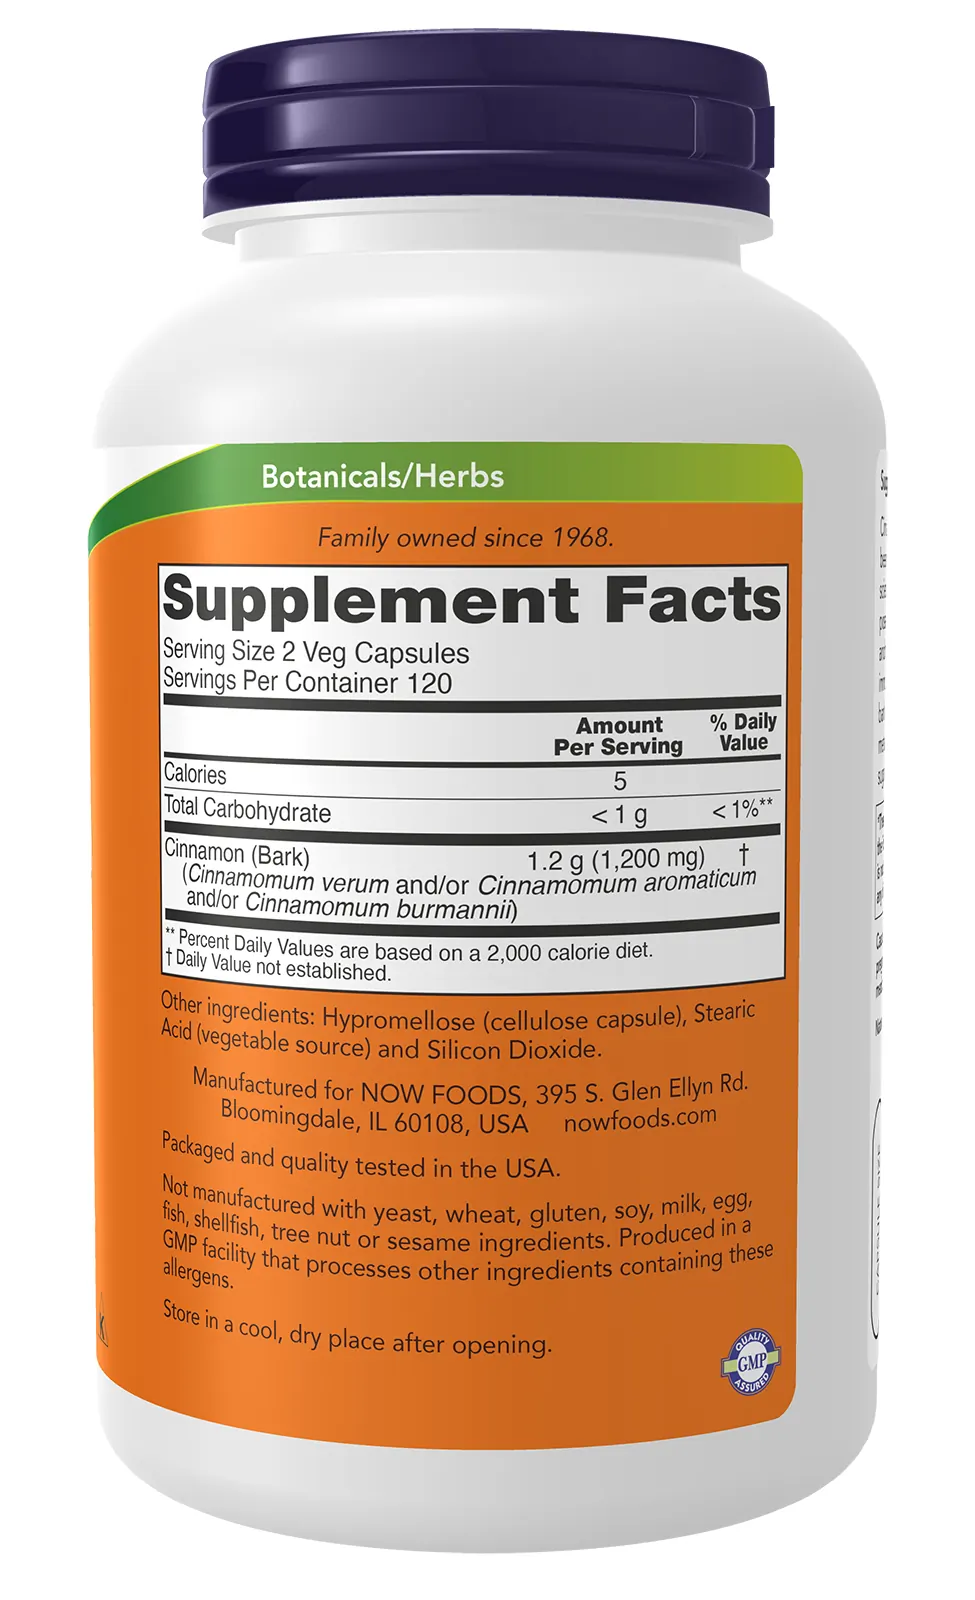 Botanicals/Herbs
Family owned since 1968.
Supplement Facts
Serving Size 2 Veg Capsules
Servings Per Container 120
Amount Per Serving
% Daily Value
Calories 5
Total Carbohydrate < 1 g < 1%**
Cinnamon (Bark) 1.2 g (1,200 mg) †
(Cinnamomum verum and/or Cinnamomum aromaticum
and/or Cinnamomum burmannii)
** Percent Daily Values are based on a 2,000 calorie diet.
† Daily Value not established.
Other ingredients: Hypromellose (cellulose capsule), Stearic
Acid (vegetable source) and Silicon Dioxide.
Manufactured for NOW FOODS, 395 S. Glen Ellyn Rd.
Bloomingdale, IL 60108, USA nowfoods.com
Packaged and quality tested in the USA.
Not manufactured with yeast, wheat, gluten, soy, milk, egg,
fish, shellfish, tree nut or sesame ingredients. Produced in a
GMP facility that processes other ingredients containing these
allergens.
Store in a cool, dry place after opening.
QUALITY
GMP
ASSURED
K
CAPSULE SIZE